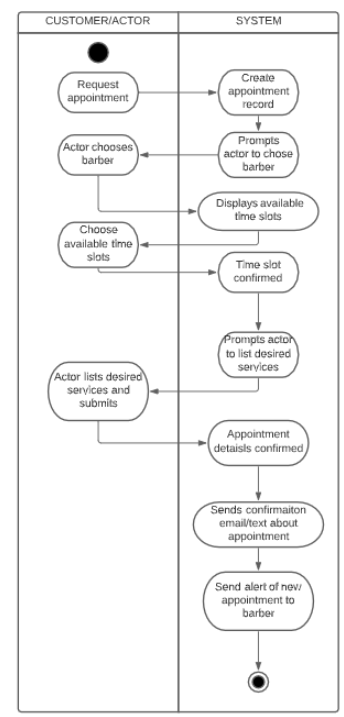 CUSTOMER/ACTOR
SYSTEM
Request
appointment
Create
appointment
record
Prompts
actor to chose
barber
Actor chooses
barber
Displays available
time slots
Choose
available time
slots
Time slot
confirmed
Prompts actor
to list desired
services
Actor lists desired
services and
submits
Appointment
detaisls confirmed
Sends confirmaiton
email/text about
appointment
Send alert of new
appointment to
barber